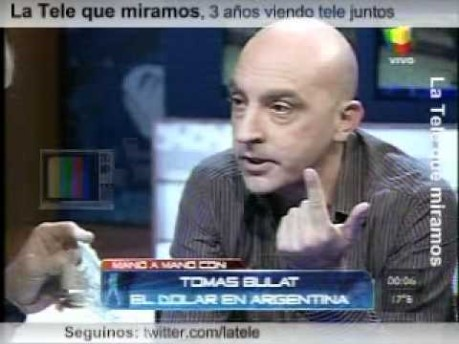 La Tele que miramos, 3 años viendo tele juntos
VIVO
La Tele que miramos
MANO A MANO CON:
TOMAS BULAT
EL DOLAR EN ARGENTINA
00:06
17°8
Seguinos: twitter.com/latele